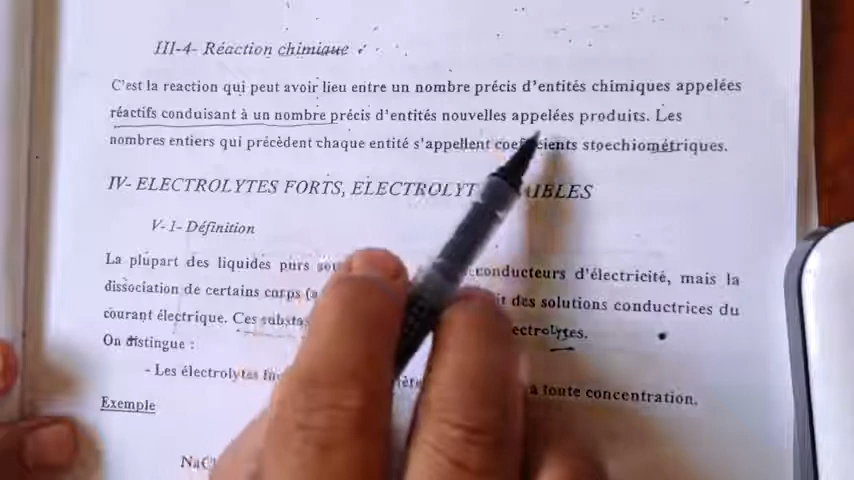 III-4- Réaction chimique
C'est la reaction qui peut avoir lieu entre un nombre précis d'entités chimiques appelées
réactifs conduisant à un nombre précis d'entités nouvelles appelées produits. Les
nombres entiers qui précèdent chaque entité s'appellent coefficients stoechiométriques.
IV- ELECTROLYTES FORTS, ELECTROLYT AIBLES
V-1- Définition
La plupart des liquides purs conducteurs d'électricité, mais la
dissociation de certains corps des solutions conductrices du
courant électrique. Ces
On distingue :
- Les électrolytes à toute concentration.
Exemple